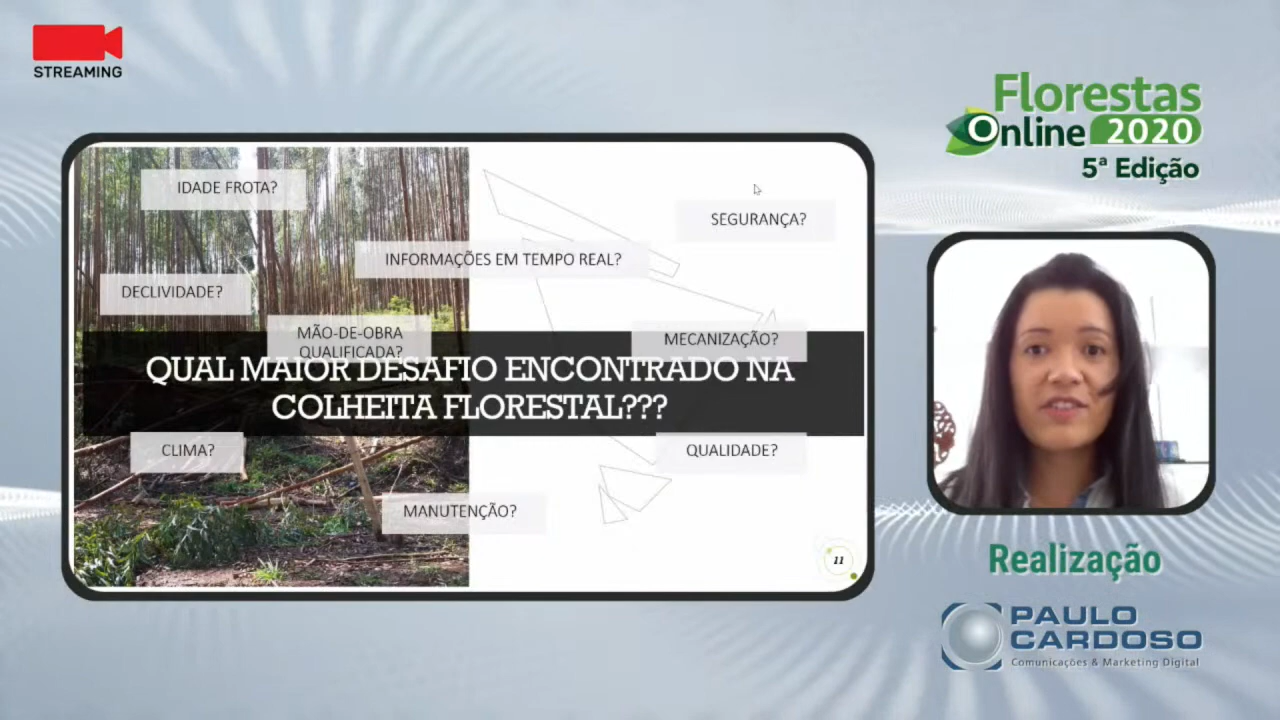 STREAMING
Florestas
Online 2020
5ª Edição
IDADE FROTA?
SEGURANÇA?
INFORMAÇÕES EM TEMPO REAL?
DECLIVIDADE?
MÃO-DE-OBRA
QUALIFICADA?
MECANIZAÇÃO?
QUAL MAIOR DESAFIO ENCONTRADO NA
COLHEITA FLORESTAL???
CLIMA?
QUALIDADE?
MANUTENÇÃO?
11
Realização
PAULO
CARDOSO
Comunicações & Marketing Digital